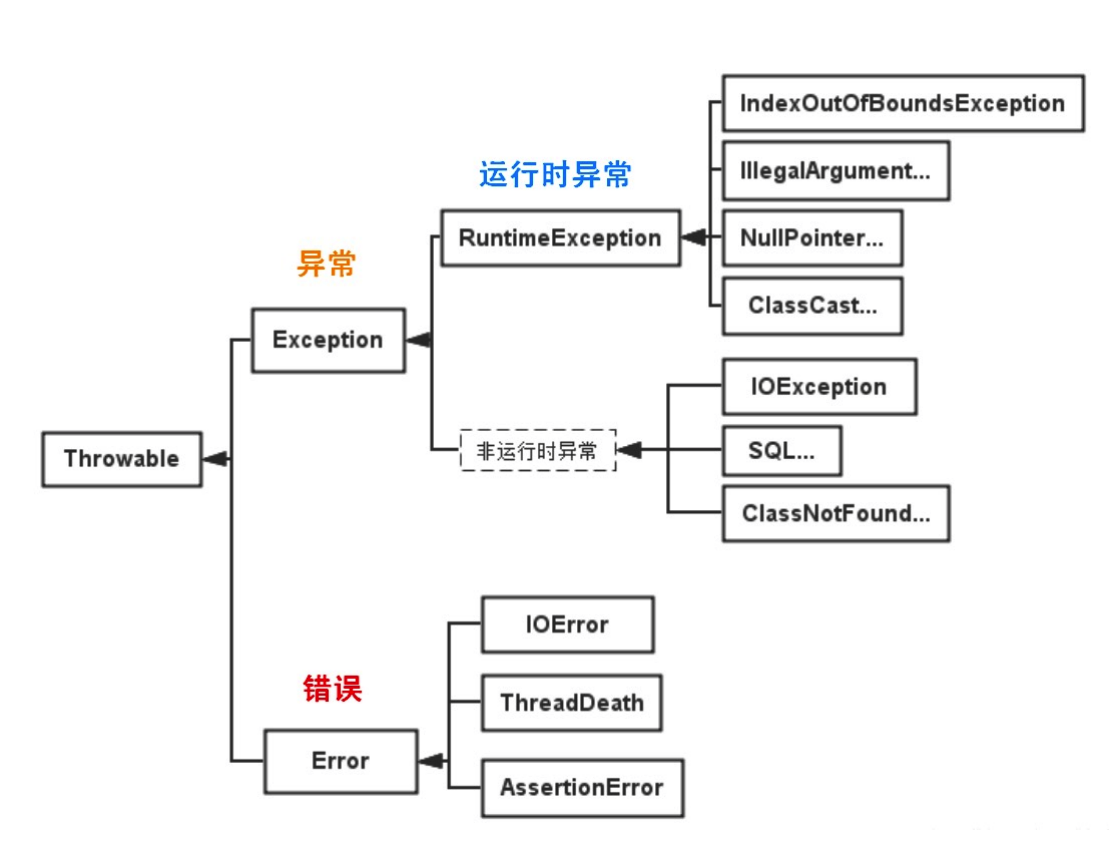 IndexOutOfBoundsException
运行时异常
IllegalArgument...
RuntimeException
NullPointer...
异常
ClassCast...
Exception
IOException
Throwable
非运行时异常
SQL...
ClassNotFound...
IOError
错误
ThreadDeath
Error
AssertionError